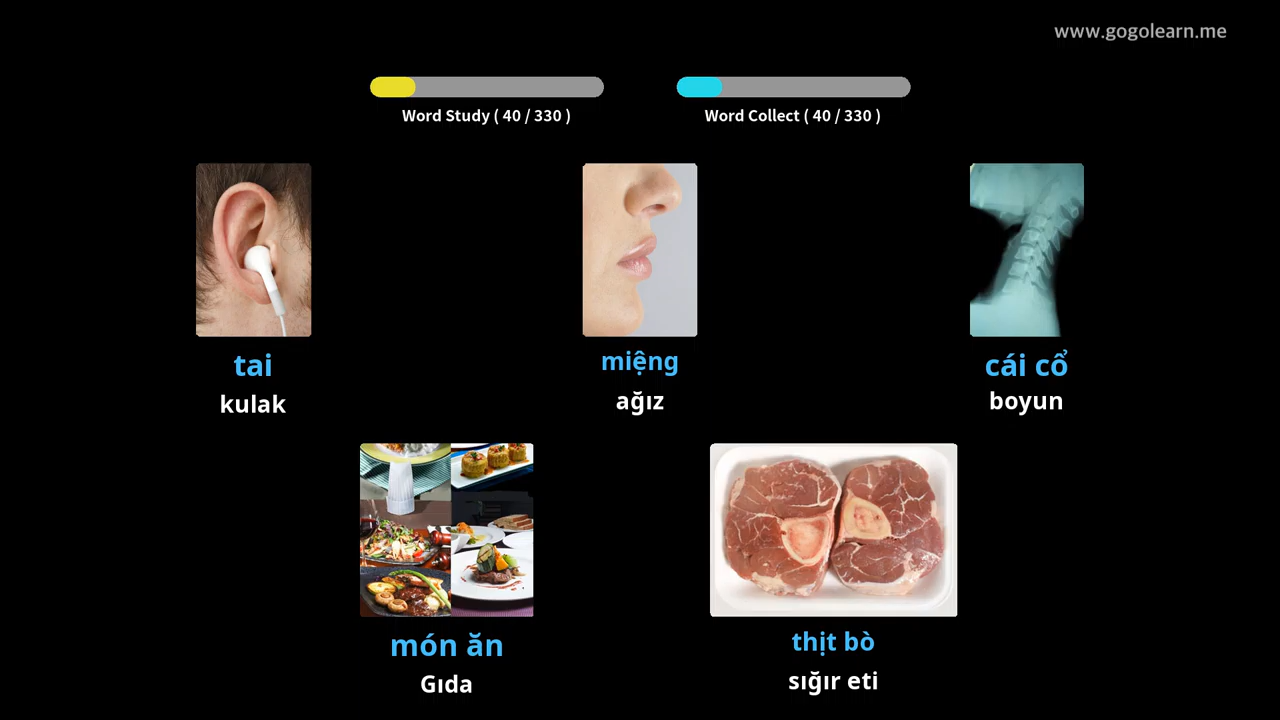 www.gogolearn.me
Word Study ( 40 / 330 )
Word Collect ( 40 / 330 )
tai
kulak
miệng
ağız
cái cổ
boyun
món ăn
Gıda
thịt bò
sığır eti